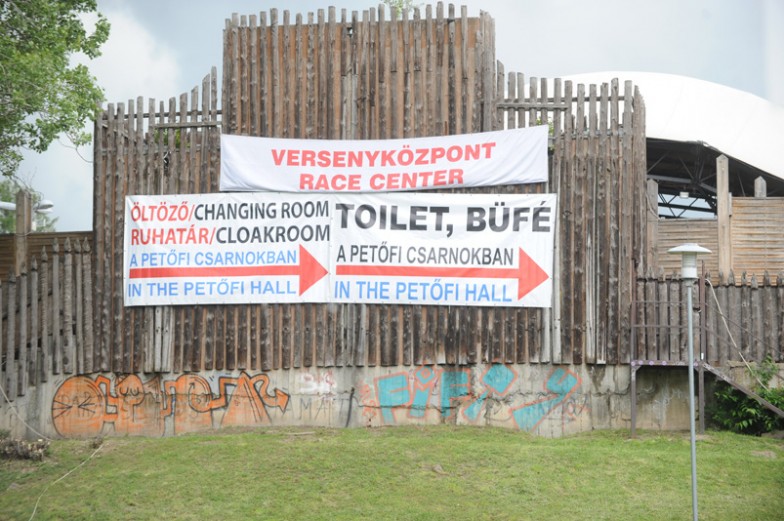 VERSENYKÖZPONT
RACE CENTER
ÖLTÖZŐ/CHANGING ROOM
RUHATÁR/CLOAKROOM
A PETŐFI CSARNOKBAN
IN THE PETŐFI HALL
TOILET, BÜFÉ
A PETŐFI CSARNOKBAN
IN THE PETŐFI HALL